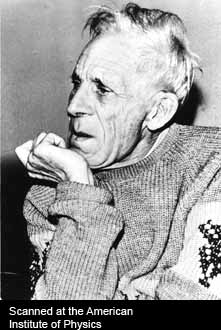 Scanned at the American
Institute of Physics